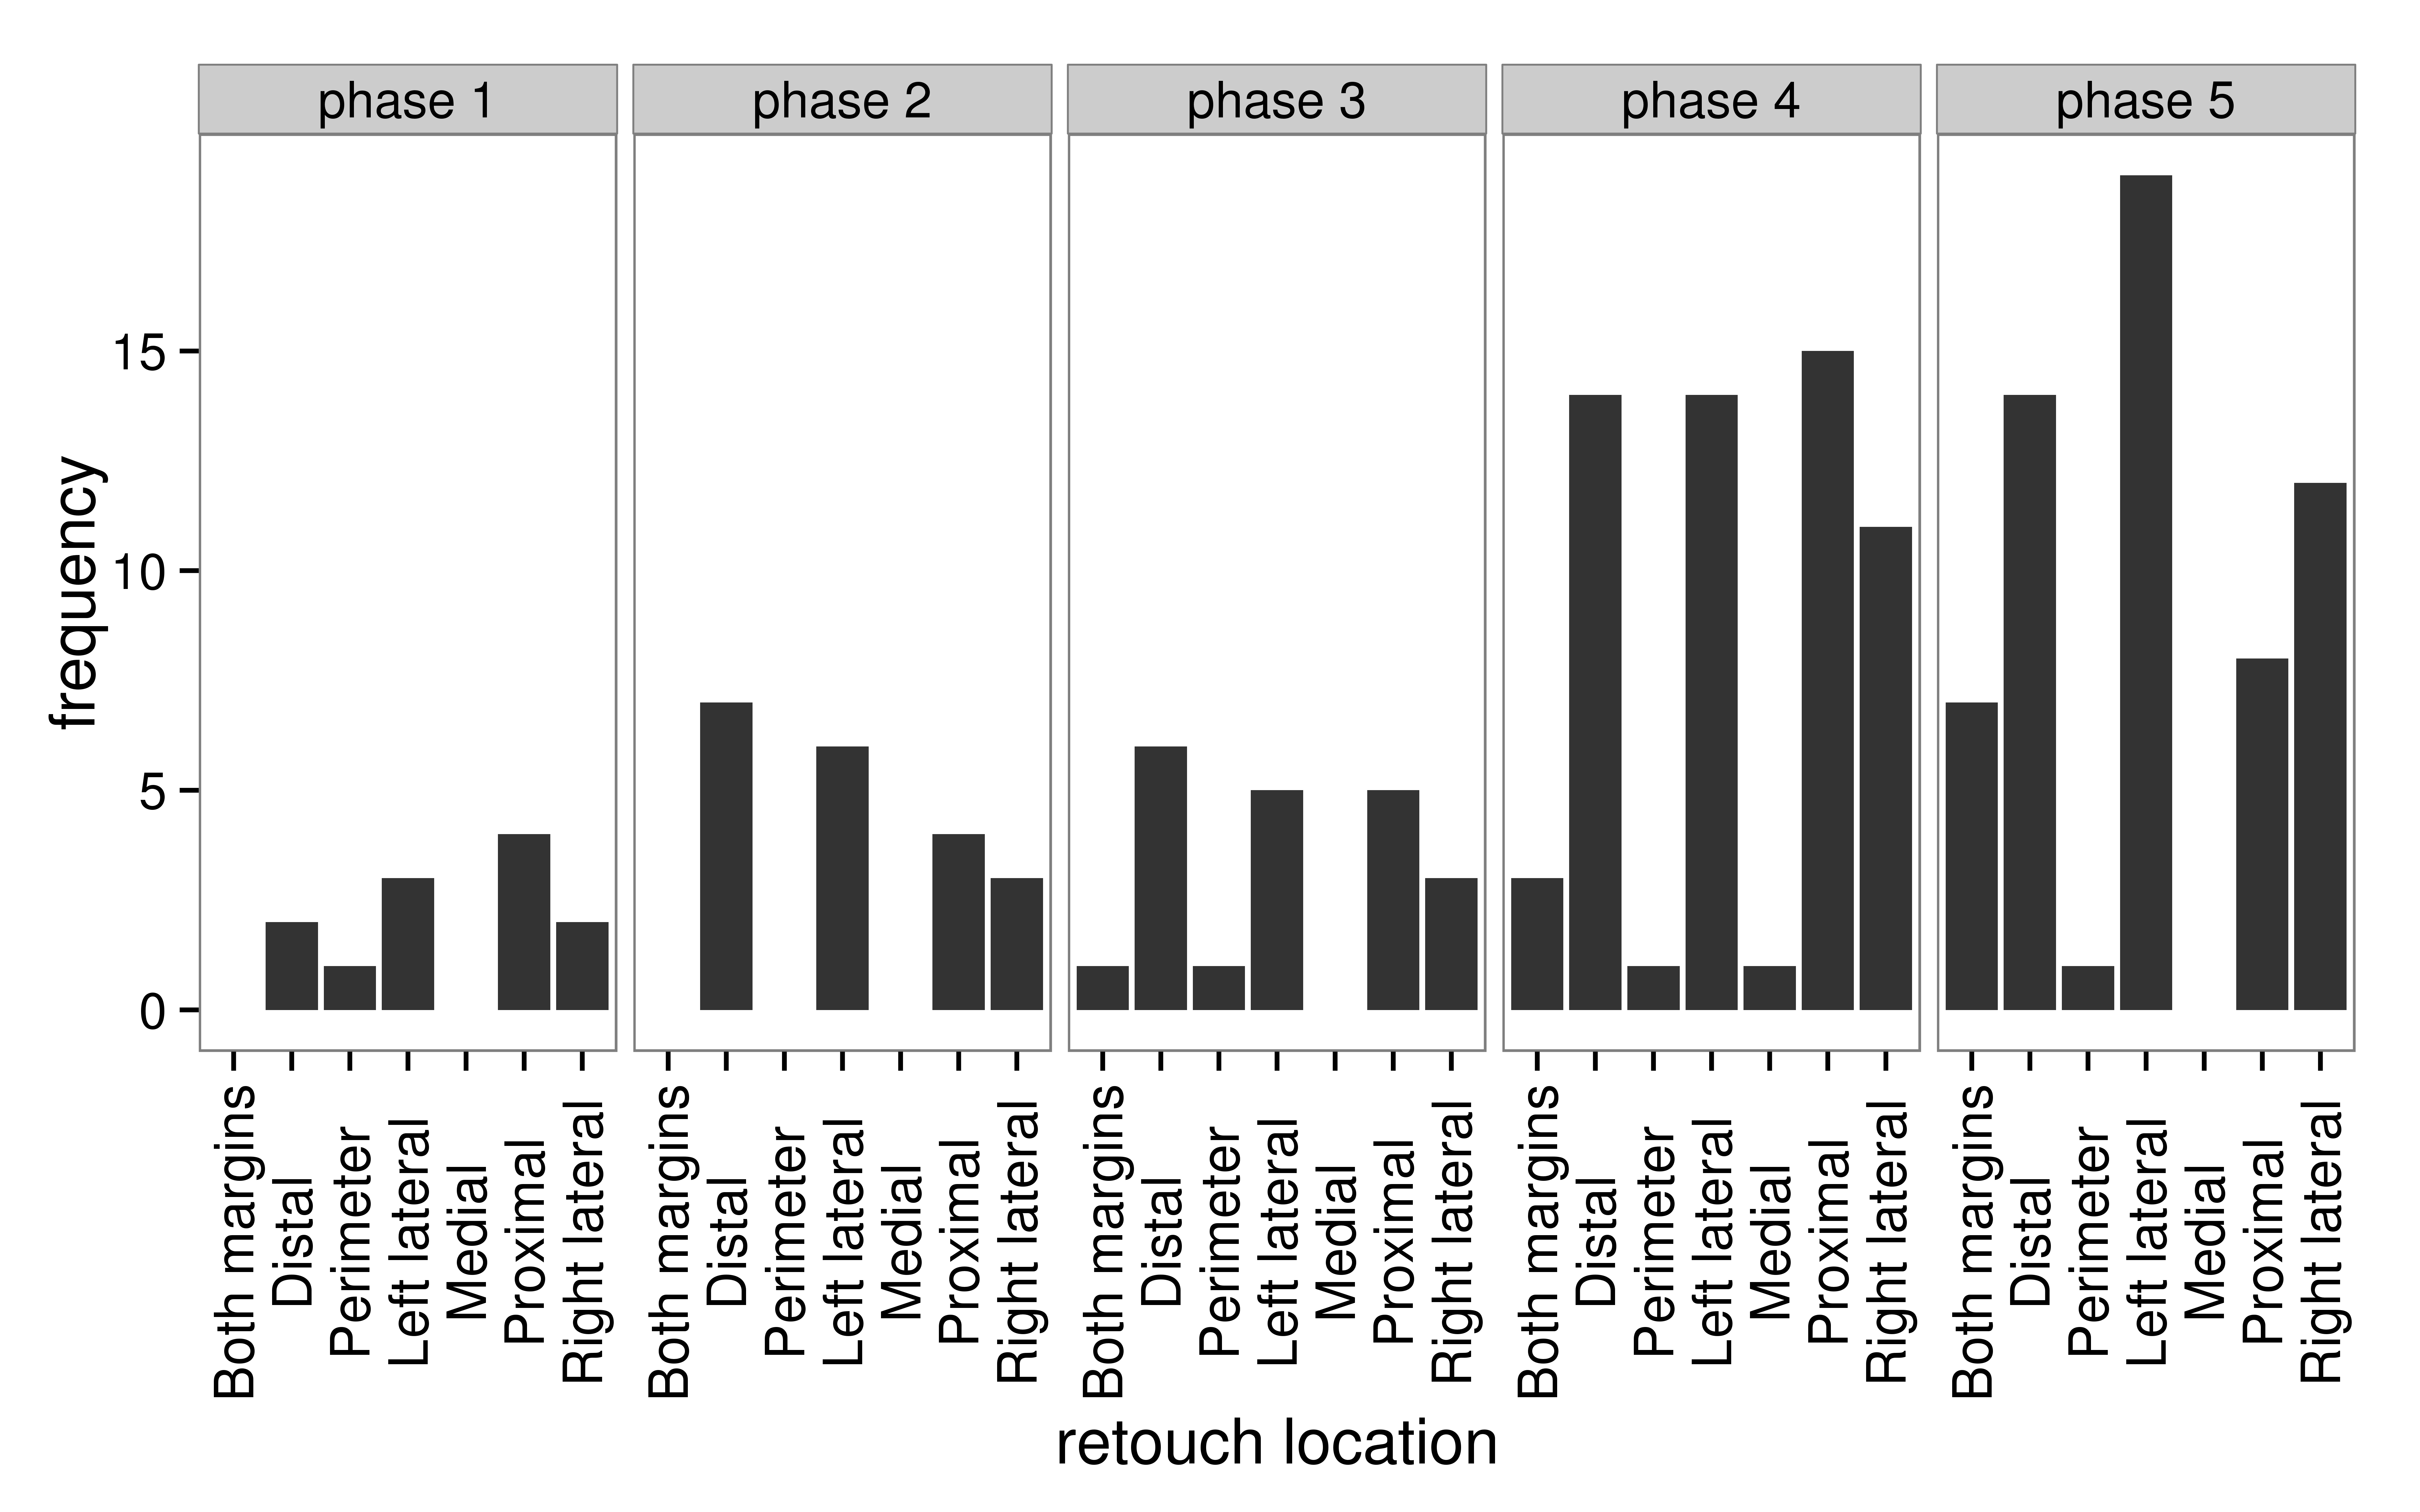 phase 1
phase 2
phase 3
phase 4
phase 5
frequency
15
10
5
0
Both margins
Distal
Perimeter
Left lateral
Medial
Proximal
Right lateral
Both margins
Distal
Perimeter
Left lateral
Medial
Proximal
Right lateral
Both margins
Distal
Perimeter
Left lateral
Medial
Proximal
Right lateral
Both margins
Distal
Perimeter
Left lateral
Medial
Proximal
Right lateral
Both margins
Distal
Perimeter
Left lateral
Medial
Proximal
Right lateral
retouch location